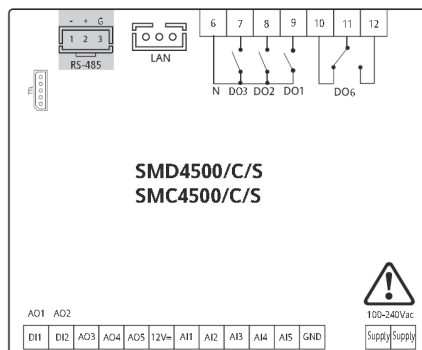 - + G
1 2 3
RS-485
LAN
TTL
6 7 8 9 10 11 12
N DO3 DO2 DO1 DO6
SMD4500/C/S
SMC4500/C/S
100-240Vac
AO1 AO2
DI1 DI2 AO3 AO4 AO5 12V= AI1 AI2 AI3 AI4 AI5 GND
Supply Supply